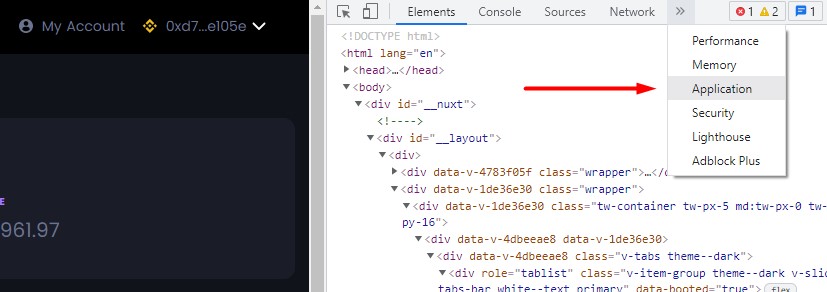 My Account 0xd7...e105e
961.97
Elements Console Sources Network » 1 2 1
<!DOCTYPE html>
<html lang="en">
<head>…</head>
<body>
<div id="__nuxt">
<!---->
<div id="__layout">
<div>
<div data-v-4783f05f class="wrapper">…</
<div data-v-1de36e30 class="wrapper">
<div data-v-1de36e30 class="tw-container tw-px-5 md:tw-px-0 tw-
py-16">
<div data-v-4dbeeae8 data-v-1de36e30>
<div data-v-4dbeeae8 class="v-tabs theme--dark">
<div role="tablist" class="v-item-group theme--dark v-slid
tabs-bar white--text primary" data-booted="true"> flex
Performance
Memory
Application
Security
Lighthouse
Adblock Plus